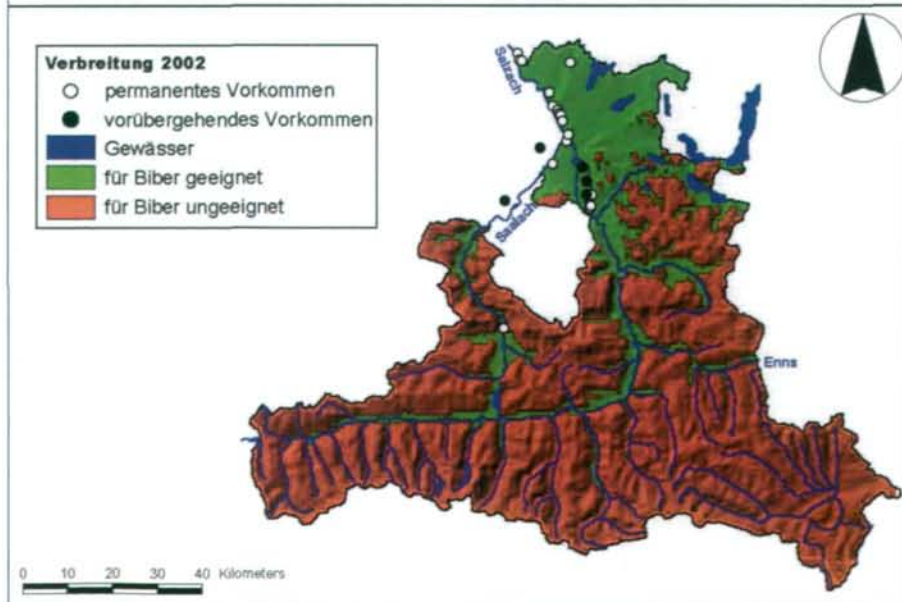 Verbreitung 2002
permanentes Vorkommen
vorübergehendes Vorkommen
Gewässer
für Biber geeignet
für Biber ungeeignet
Salzach
Saalach
Enns
0 10 20 30 40 Kilometers